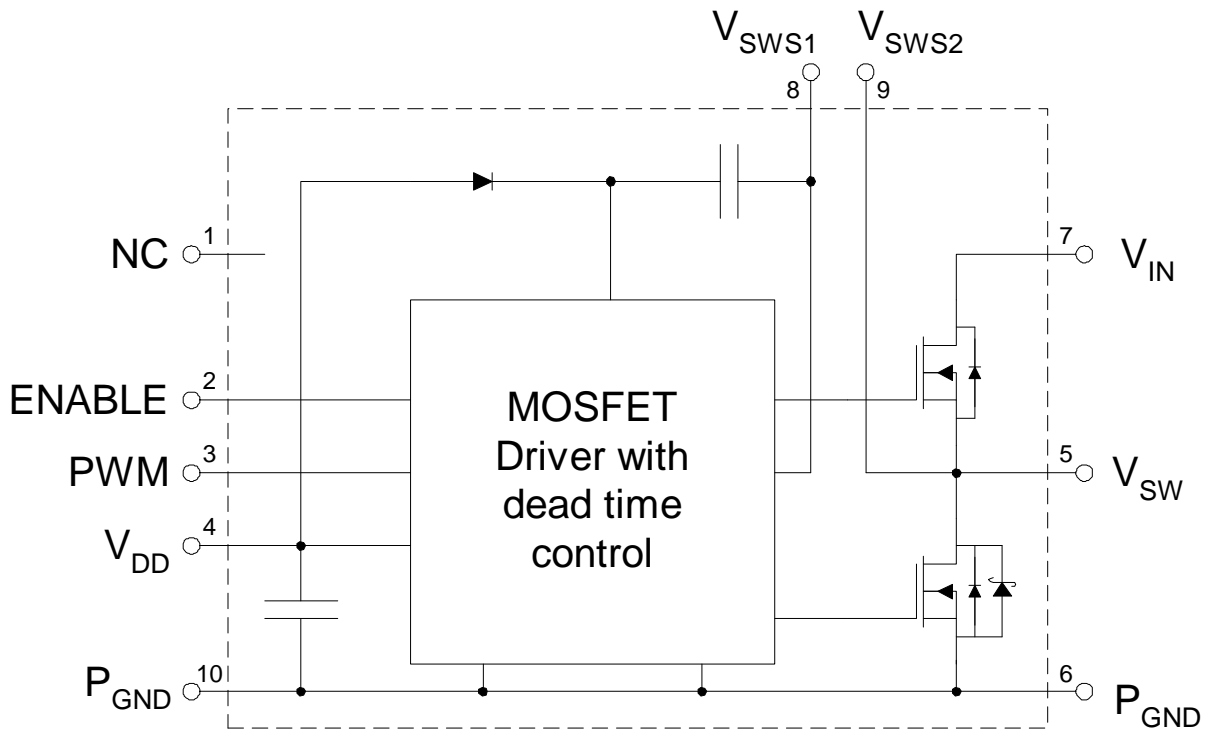 VSWS1
VSWS2
8
9
NC
1
7
VIN
ENABLE
2
PWM
3
MOSFET
Driver with
dead time
control
5
VSW
VDD
4
PGND
10
6
PGND